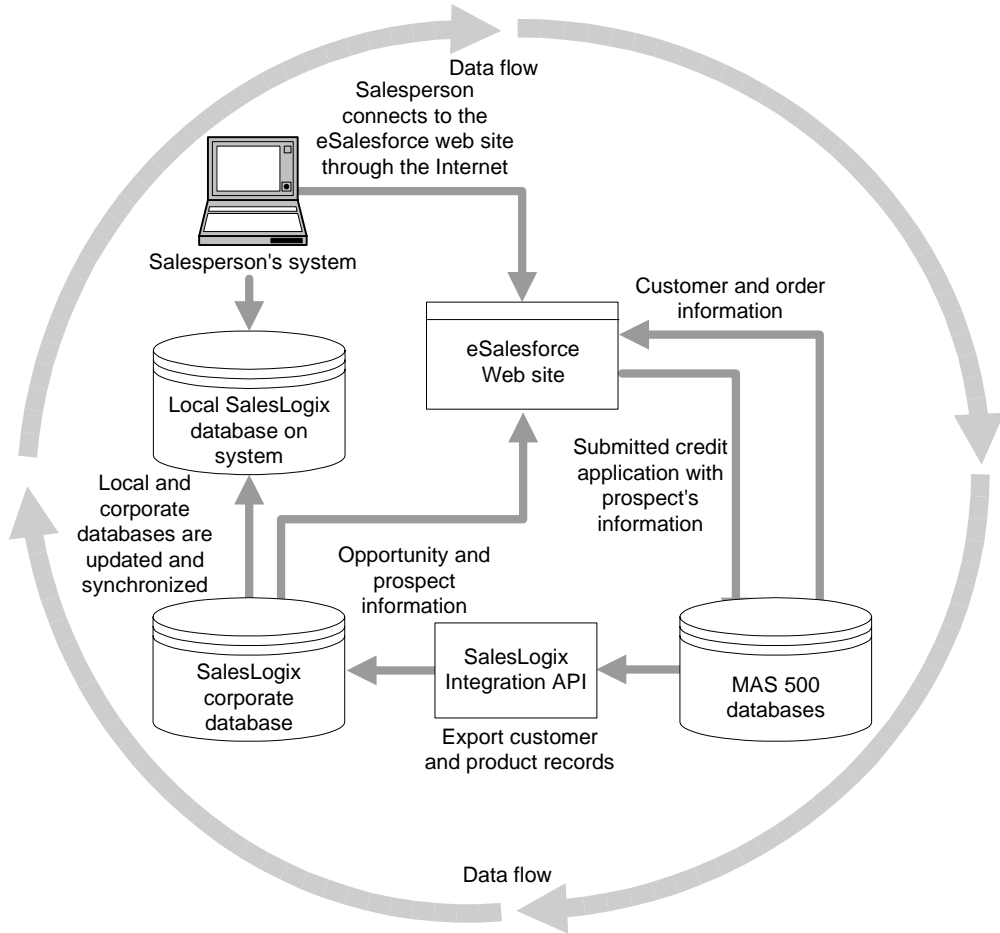 Data flow
Salesperson
connects to the
eSalesforce web site
through the Internet
Salesperson's system
Customer and order
information
eSalesforce
Web site
Local SalesLogix
database on
system
Submitted credit
application with
prospect's
information
Local and
corporate
databases are
updated and
synchronized
Opportunity and
prospect
information
SalesLogix
corporate
database
SalesLogix
Integration API
MAS 500
databases
Export customer
and product records
Data flow